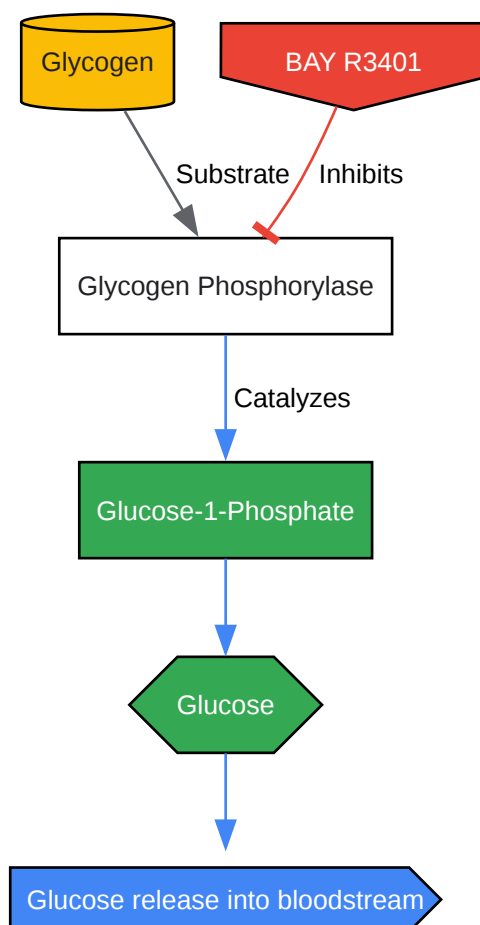 Glycogen
BAY R3401
Substrate
Inhibits
Glycogen Phosphorylase
Catalyzes
Glucose-1-Phosphate
Glucose
Glucose release into bloodstream